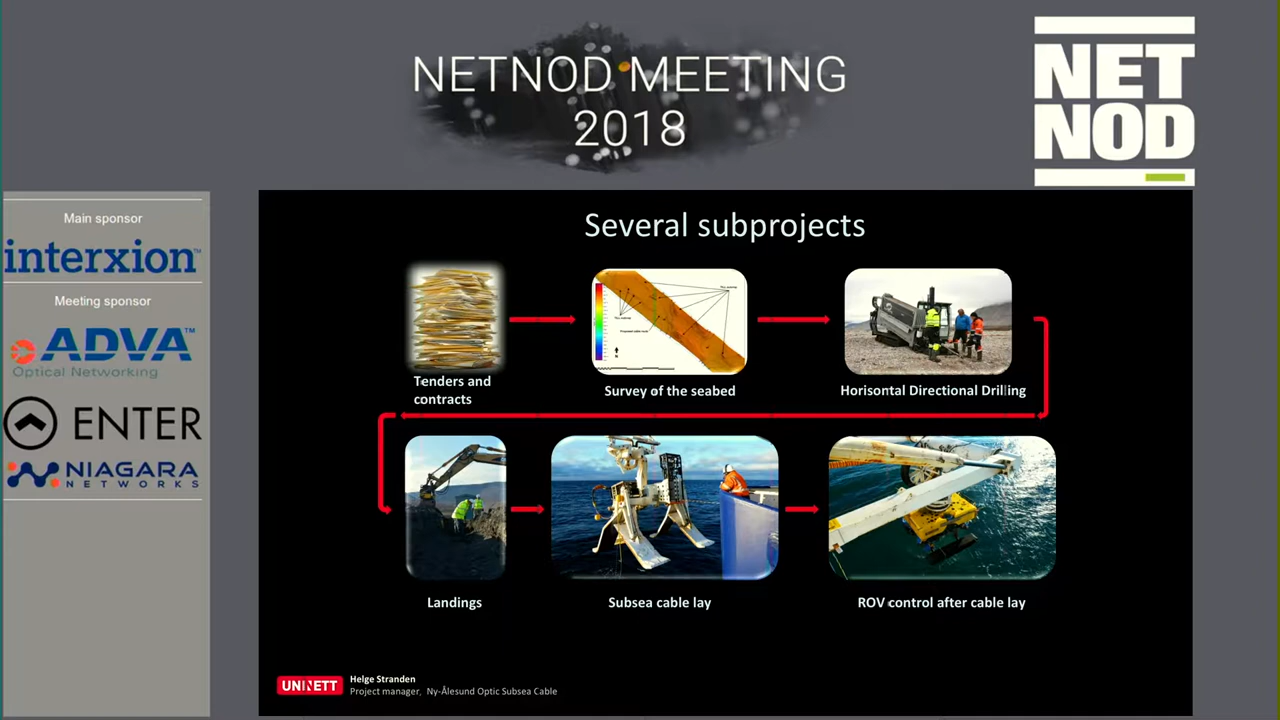 NETNOD MEETING
2018
NET
NOD
Main sponsor
interxion™
Meeting sponsor
ADVA™
Optical Networking
ENTER
NIAGARA
NETWORKS
Several subprojects
Tenders and
contracts
Survey of the seabed
Horisontal Directional Drilling
Landings
Subsea cable lay
ROV control after cable lay
UNINETT
Helge Stranden
Project manager, Ny-Ålesund Optic Subsea Cable